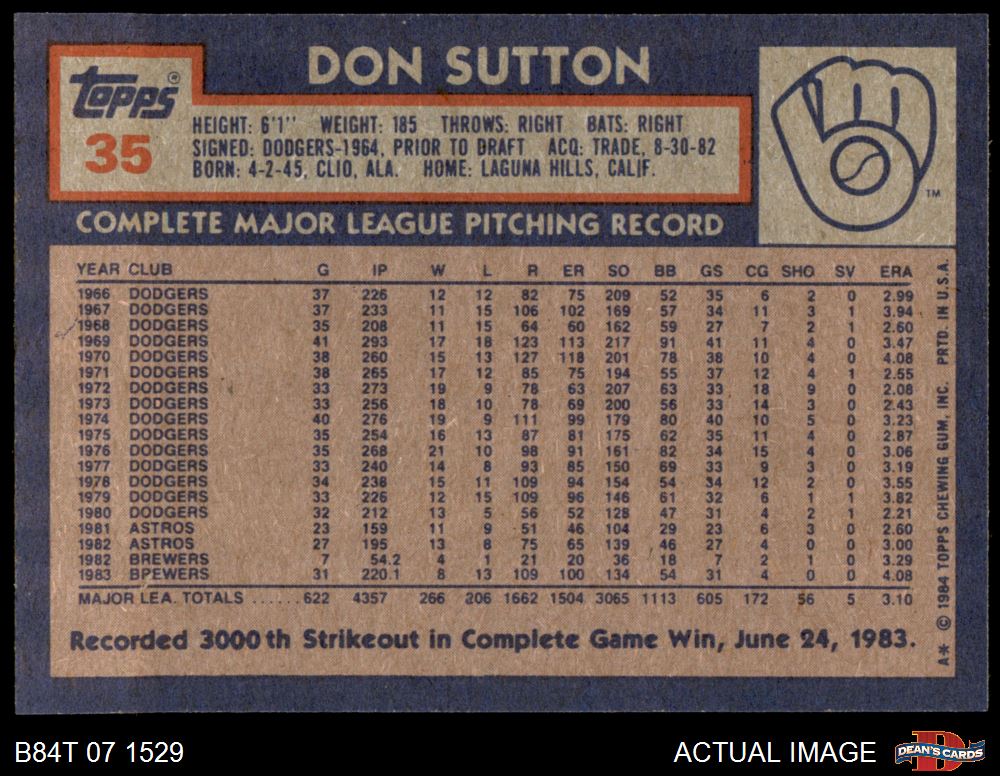 DON SUTTON
Topps®
35
HEIGHT: 6'1" WEIGHT: 185 THROWS: RIGHT BATS: RIGHT
SIGNED: DODGERS-1964, PRIOR TO DRAFT ACQ: TRADE, 8-30-82
BORN: 4-2-45, CLIO, ALA. HOME: LAGUNA HILLS, CALIF.
TM
COMPLETE MAJOR LEAGUE PITCHING RECORD
YEAR CLUB G IP W L R ER SO BB GS CG SHO SV ERA
1966 DODGERS 37 226 12 12 82 75 209 52 35 6 2 0 2.99
1967 DODGERS 37 233 11 15 106 102 169 57 34 11 3 1 3.94
1968 DODGERS 35 208 11 15 64 60 162 59 27 7 2 1 2.60
1969 DODGERS 41 293 17 18 123 113 217 91 41 11 4 0 3.47
1970 DODGERS 38 260 15 13 127 118 201 78 38 10 4 0 4.08
1971 DODGERS 38 265 17 12 85 75 194 55 37 12 4 1 2.55
1972 DODGERS 33 273 19 9 78 63 207 63 33 18 9 0 2.08
1973 DODGERS 33 256 18 10 78 69 200 56 33 14 3 0 2.43
1974 DODGERS 40 276 19 9 111 99 179 80 40 10 5 0 3.23
1975 DODGERS 35 254 16 13 87 81 175 62 35 11 4 0 2.87
1976 DODGERS 35 268 21 10 98 91 161 82 34 15 4 0 3.06
1977 DODGERS 33 240 14 8 93 85 150 69 33 9 3 0 3.19
1978 DODGERS 34 238 15 11 109 94 154 54 34 12 2 0 3.55
1979 DODGERS 33 226 12 15 109 96 146 61 32 6 1 1 3.82
1980 DODGERS 32 212 13 5 56 52 128 47 31 4 2 1 2.21
1981 ASTROS 23 159 11 9 51 46 104 29 23 6 3 0 2.60
1982 ASTROS 27 195 13 8 75 65 139 46 27 4 0 0 3.00
1982 BREWERS 7 54.2 4 1 21 20 36 18 7 2 1 0 3.29
1983 BREWERS 31 220.1 8 13 109 100 134 54 31 4 0 0 4.08
MAJOR LEA. TOTALS ......622 4357 266 206 1662 1504 3065 1113 605 172 56 5 3.10
Recorded 3000th Strikeout in Complete Game Win, June 24, 1983.
A* © 1984 TOPPS CHEWING GUM, INC. PRTD. IN U.S.A.
B84T 07 1529
ACTUAL IMAGE
D
DEAN'S CARDS